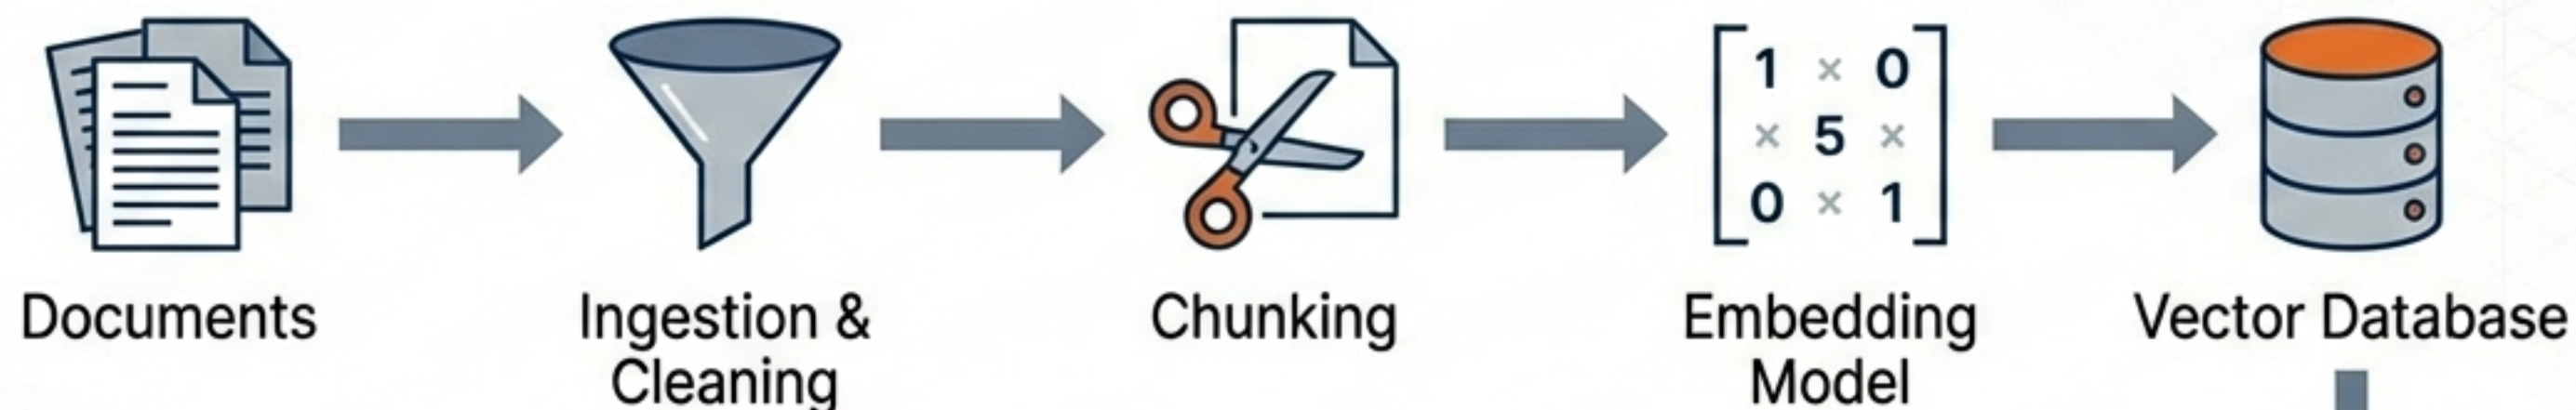 1 × 0
× 5 ×
0 × 1
Documents
Ingestion &
Cleaning
Chunking
Embedding
Model
Vector Database